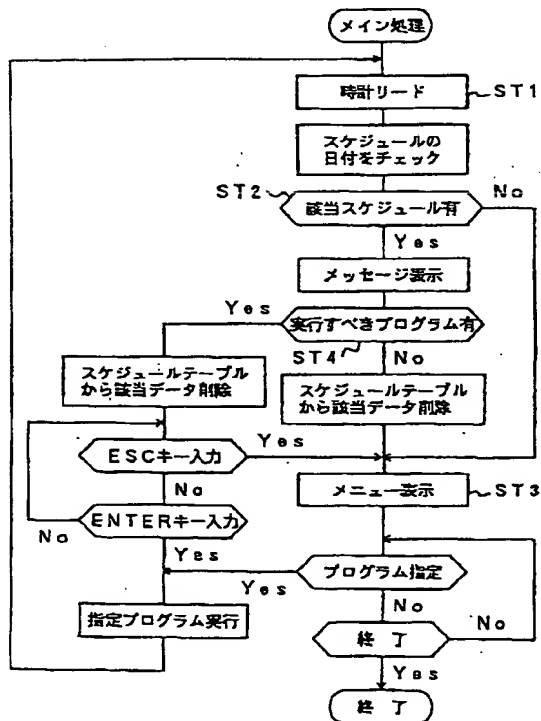 メイン処理
時計リード
ST1
スケジュールの
日付をチェック
ST2
該当スケジュール有
No
Yes
メッセージ表示
Yes
実行すべきプログラム有
ST4
No
スケジュールテーブル
から該当データ削除
スケジュールテーブル
から該当データ削除
ESCキー入力
Yes
No
メニュー表示
ST3
ENTERキー入力
No
Yes
プログラム指定
Yes
No
指定プログラム実行
終了
No
Yes
終了